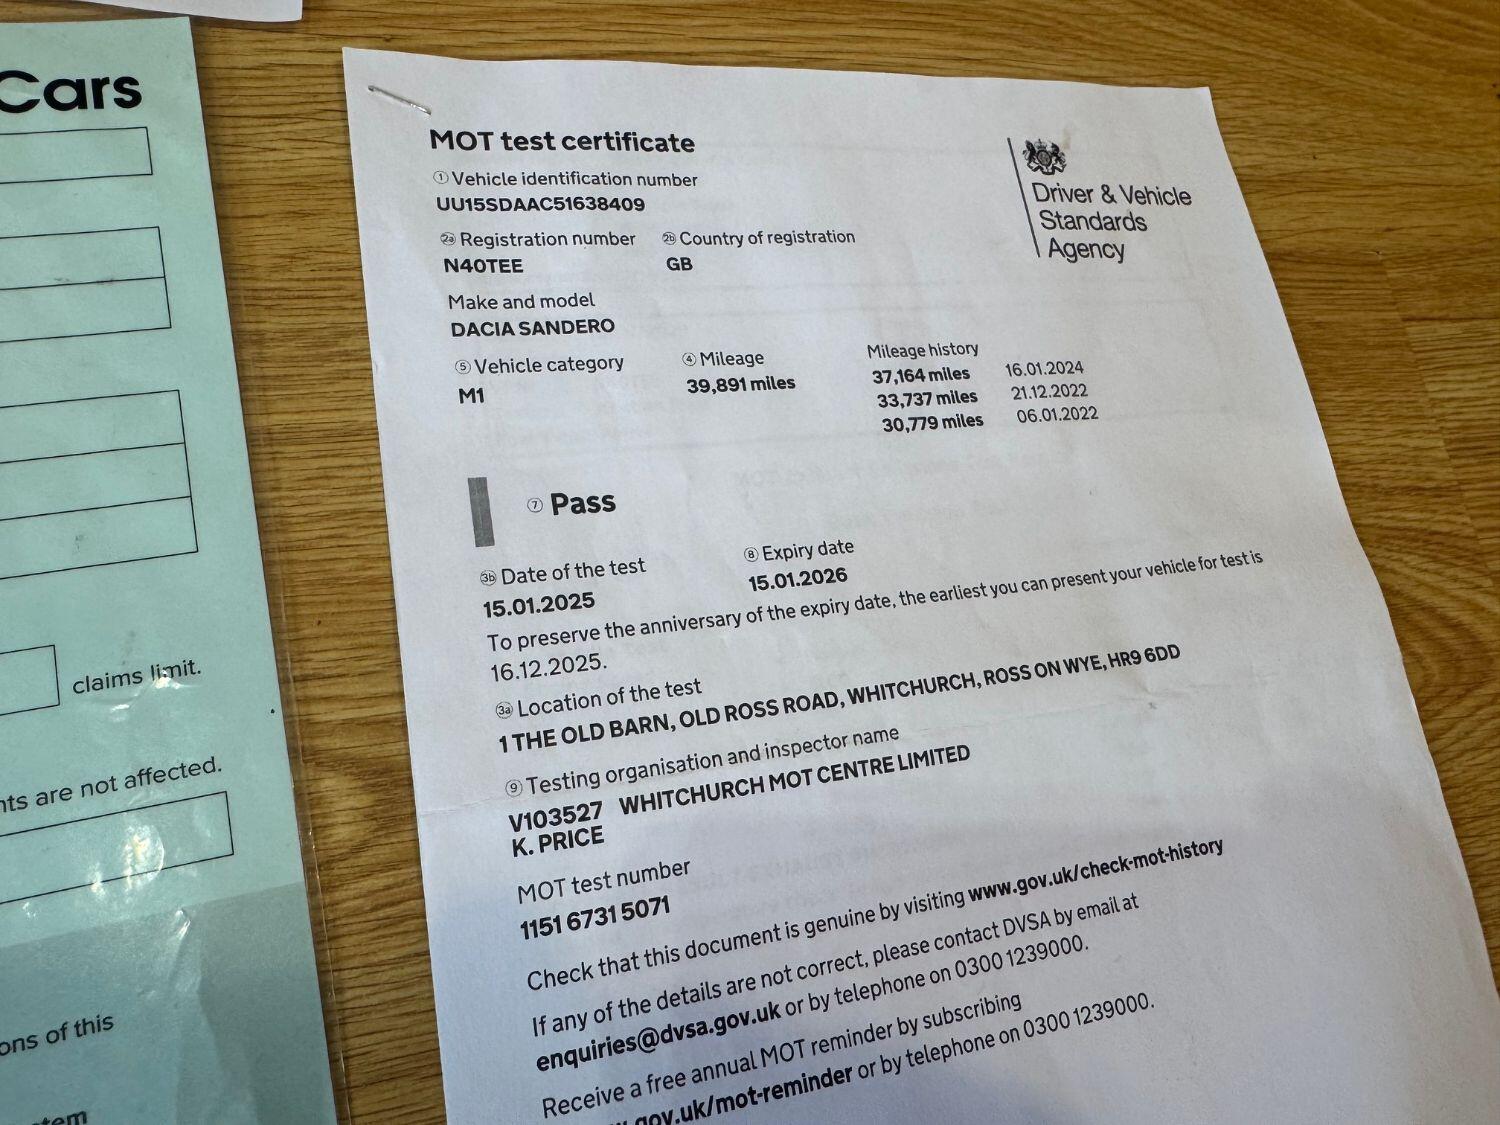 Cars
claims limit.
nts are not affected.
ons of this
MOT test certificate
Driver & Vehicle
Standards
Agency
1 Vehicle identification number
UU15SDAAC51638409
2a Registration number 2b Country of registration
N40TEE GB
Make and model
DACIA SANDERO
5 Vehicle category 4 Mileage Mileage history
M1 39,891 miles 37,164 miles 16.01.2024
33,737 miles 21.12.2022
30,779 miles 06.01.2022
7 Pass
3b Date of the test 8 Expiry date
15.01.2025 15.01.2026
To preserve the anniversary of the expiry date, the earliest you can present your vehicle for test is
16.12.2025.
3a Location of the test
1 THE OLD BARN, OLD ROSS ROAD, WHITCHURCH, ROSS ON WYE, HR9 6DD
9 Testing organisation and inspector name
V103527 WHITCHURCH MOT CENTRE LIMITED
K. PRICE
MOT test number
1151 6731 5071
Check that this document is genuine by visiting www.gov.uk/check-mot-history
If any of the details are not correct, please contact DVSA by email at
enquiries@dvsa.gov.uk or by telephone on 0300 1239000.
Receive a free annual MOT reminder by subscribing
.gov.uk/mot-reminder or by telephone on 0300 1239000.